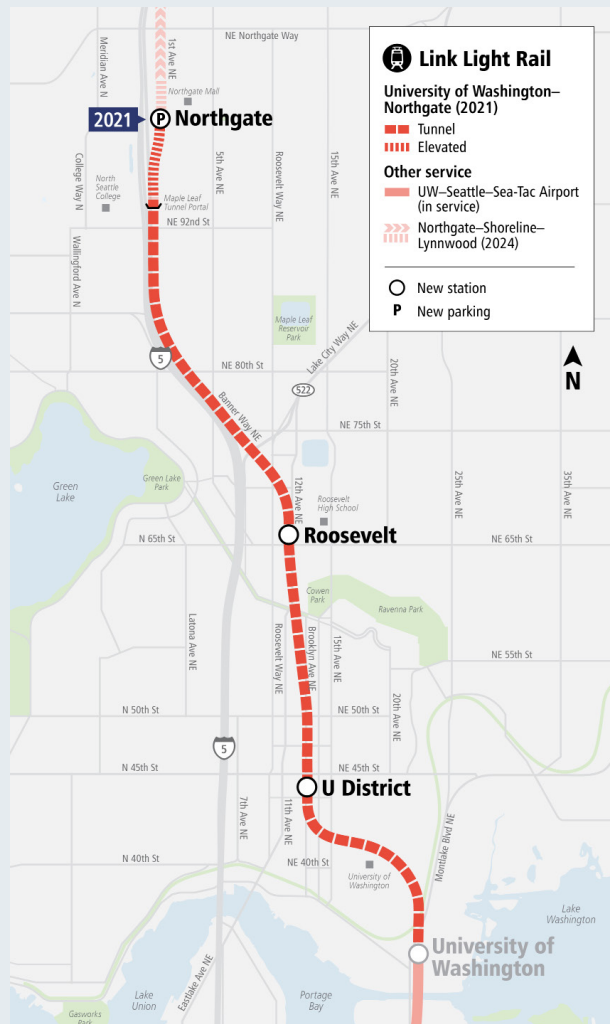 NE Northgate Way
Meridian Ave N
1st Ave NE
Northgate Mall
2021
P
Northgate
College Way N
North
Seattle
College
5th Ave NE
Roosevelt Way NE
15th Ave NE
Maple Leaf
Tunnel Portal
NE 92nd St
Wallingford Ave N
Maple Leaf
Reservoir
Park
Lake City Way NE
5
NE 80th St
522
20th Ave NE
Banner Way NE
NE 75th St
Green
Lake
Green Lake
Park
12th Ave NE
Roosevelt
High School
25th Ave NE
35th Ave NE
Roosevelt
N 65th St
NE 65th St
Cowen
Park
Ravenna Park
Latona Ave NE
Roosevelt Way NE
Brooklyn Ave NE
15th Ave NE
NE 55th St
20th Ave NE
N 50th St
NE 50th St
5
N 45th St
NE 45th St
U District
7th Ave NE
11th Ave NE
Montlake Blvd NE
N 40th St
NE 40th St
University of
Washington
Lake
Washington
University of
Washington
Eastlake Ave NE
Lake
Union
Portage
Bay
Gasworks
Park
Link Light Rail
University of Washington–
Northgate (2021)
Tunnel
Elevated
Other service
UW–Seattle–Sea-Tac Airport
(in service)
Northgate–Shoreline–
Lynnwood (2024)
New station
P New parking
N